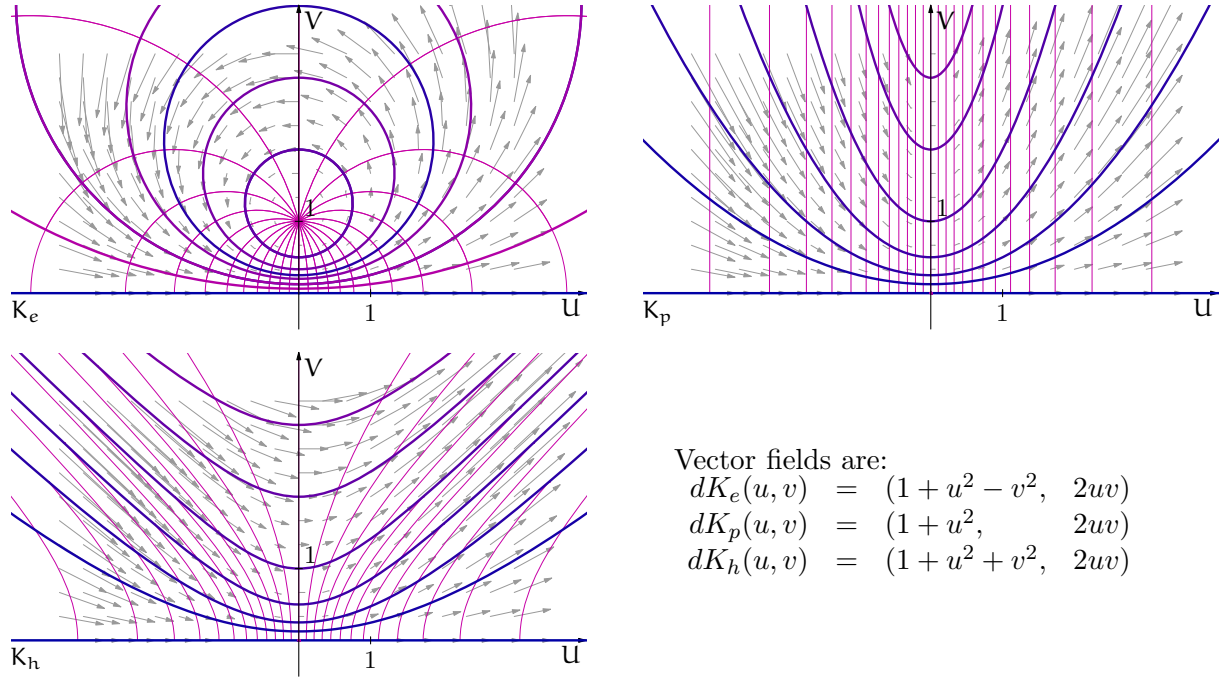 V
1
K_e 1 U
V
1
K_p 1 U
V
1
K_h 1 U
Vector fields are:
dK_e(u, v) = (1 + u^2 − v^2, 2uv)
dK_p(u, v) = (1 + u^2, 2uv)
dK_h(u, v) = (1 + u^2 + v^2, 2uv)